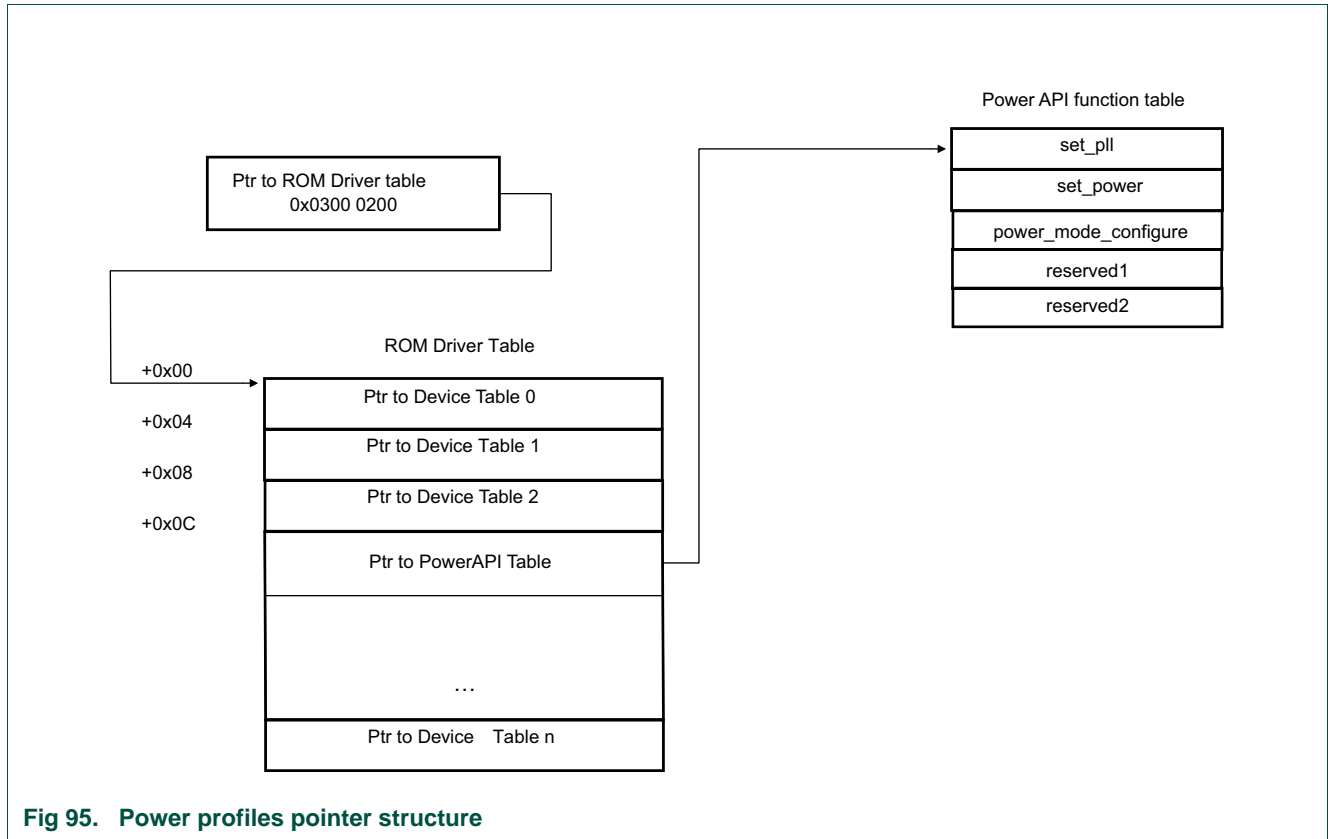 Power API function table
set_pll
set_power
power_mode_configure
reserved1
reserved2
Ptr to ROM Driver table
0x0300 0200
ROM Driver Table
+0x00
Ptr to Device Table 0
+0x04
Ptr to Device Table 1
+0x08
Ptr to Device Table 2
+0x0C
Ptr to PowerAPI Table
…
Ptr to Device Table n
Fig 95. Power profiles pointer structure